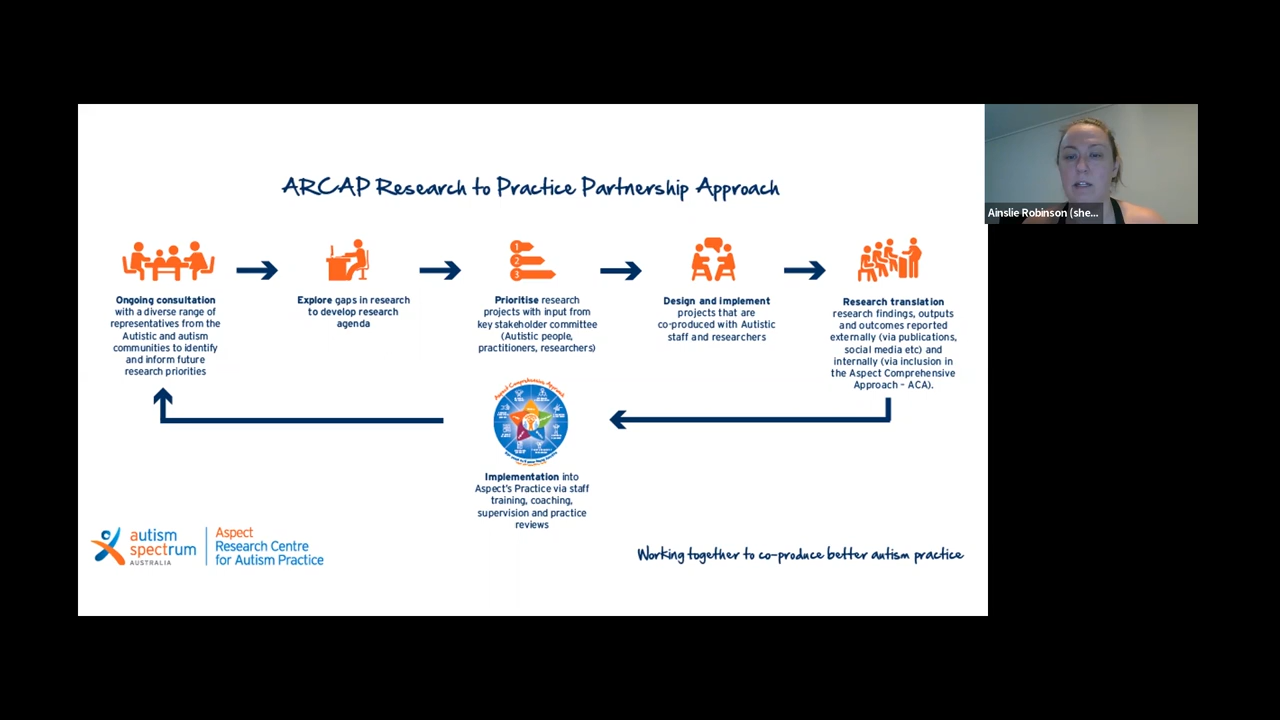 ARCAP Research to Practice Partnership Approach
Ainslie Robinson (she...
1
2
3
Ongoing consultation
with a diverse range of
representatives from the
Autistic and autism
communities to identify
and inform future
research priorities
Explore gaps in research
to develop research
agenda
Prioritise research
projects with input from
key stakeholder committee
(Autistic people,
practitioners, researchers)
Design and implement
projects that are
co-produced with Autistic
staff and researchers
Research translation
research findings, outputs
and outcomes reported
externally (via publications,
social media etc) and
internally (via inclusion in
the Aspect Comprehensive
Approach – ACA).
Aspect Comprehensive Approach
Implementation into
Aspect's Practice via staff
training, coaching,
supervision and practice
reviews
autism
spectrum
AUSTRALIA
Aspect
Research Centre
for Autism Practice
Working together to co-produce better autism practice